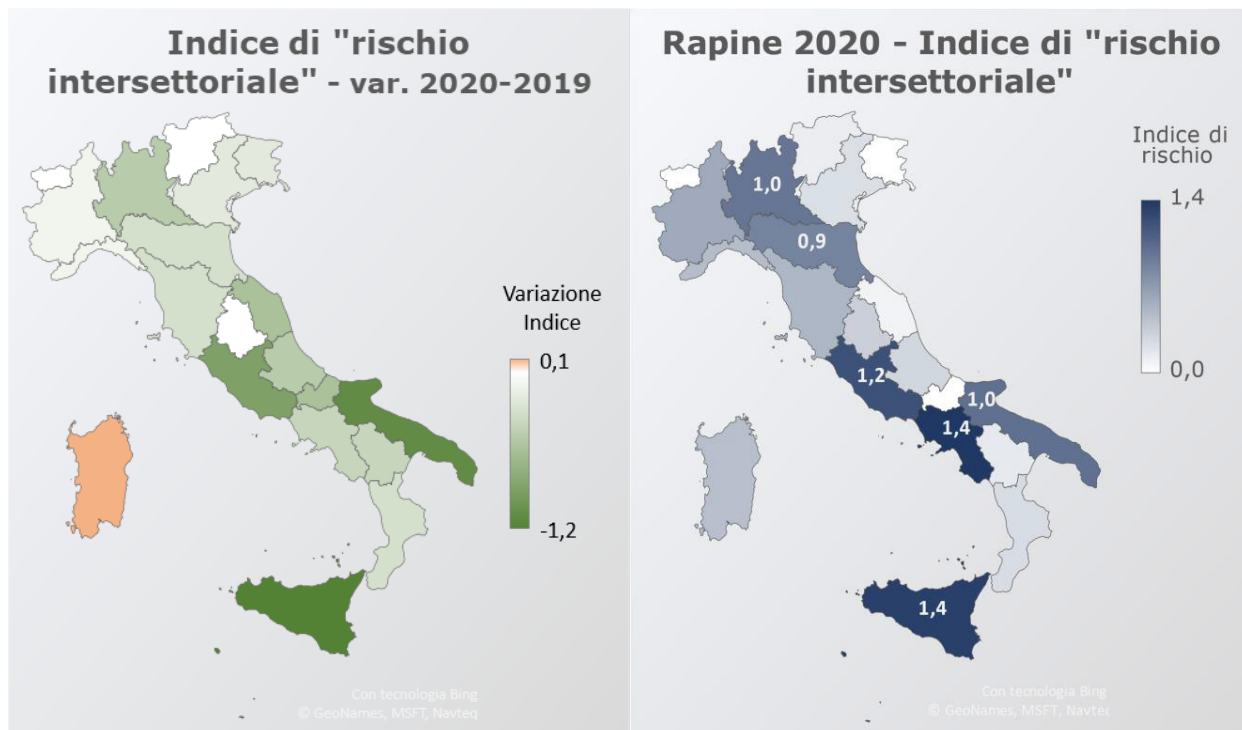 Indice di "rischio
intersettoriale" - var. 2020-2019
Variazione
Indice
0,1
-1,2
Con tecnologia Bing
© GeoNames, MSFT, Navteq
Rapine 2020 - Indice di "rischio
intersettoriale"
Indice di
rischio
1,4
0,0
1,0
0,9
1,2
1,0
1,4
1,4
Con tecnologia Bing
© GeoNames, MSFT, Navteq